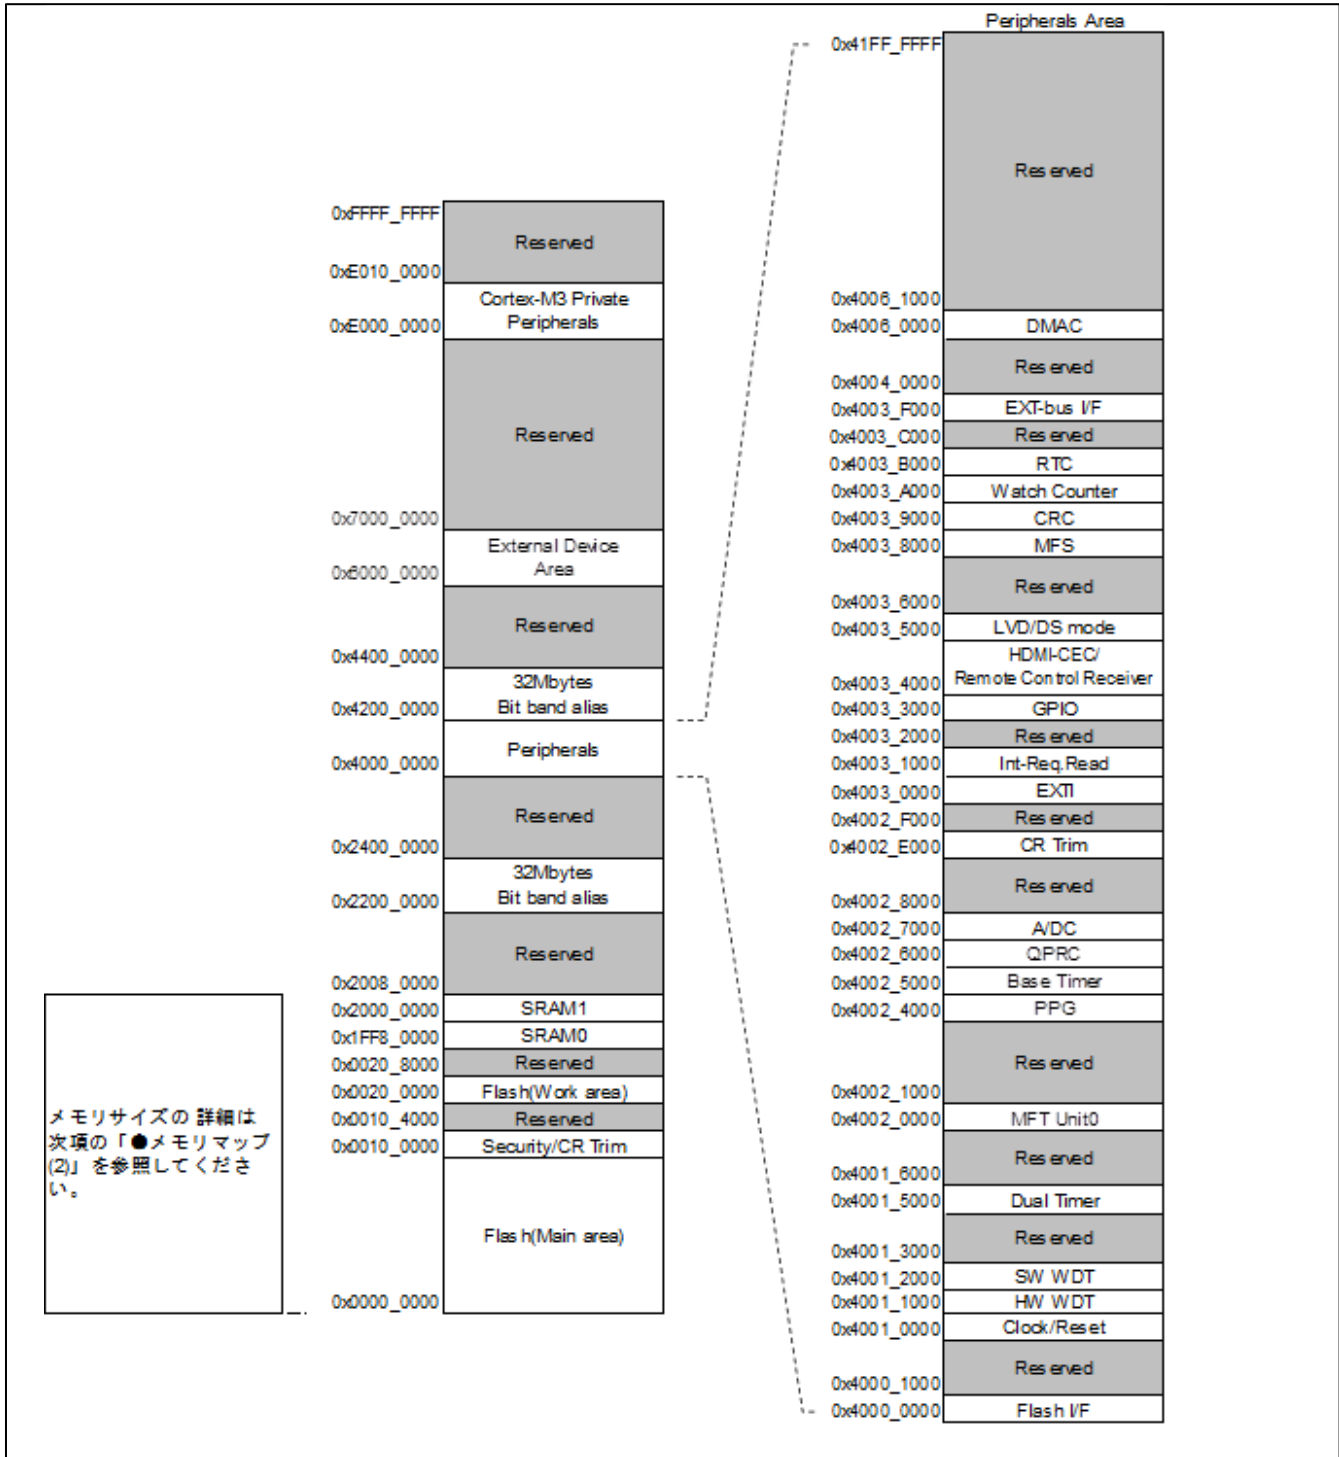 Peripherals Area
0x41FF_FFFF
Reserved
0x4006_1000
0x4006_0000 DMAC
Reserved
0x4004_0000
0x4003_F000 EXT-bus I/F
0x4003_C000 Reserved
0x4003_B000 RTC
0x4003_A000 Watch Counter
0x4003_9000 CRC
0x4003_8000 MFS
Reserved
0x4003_6000
0x4003_5000 LVD/DS mode
HDMI-CEC/
0x4003_4000 Remote Control Receiver
0x4003_3000 GPIO
0x4003_2000 Reserved
0x4003_1000 Int-Req.Read
0x4003_0000 EXTI
0x4002_F000 Reserved
0x4002_E000 CR Trim
Reserved
0x4002_8000
0x4002_7000 A/DC
0x4002_6000 QPRC
0x4002_5000 Base Timer
0x4002_4000 PPG
Reserved
0x4002_1000
0x4002_0000 MFT Unit0
Reserved
0x4001_6000
0x4001_5000 Dual Timer
Reserved
0x4001_3000
0x4001_2000 SW WDT
0x4001_1000 HW WDT
0x4001_0000 Clock/Reset
Reserved
0x4000_1000
0x4000_0000 Flash I/F
0xFFFF_FFFF
Reserved
0xE010_0000
Cortex-M3 Private
0xE000_0000 Peripherals
Reserved
0x7000_0000
External Device
0x6000_0000 Area
Reserved
0x4400_0000
32Mbytes
0x4200_0000 Bit band alias
Peripherals
0x4000_0000
Reserved
0x2400_0000
32Mbytes
0x2200_0000 Bit band alias
Reserved
0x2008_0000
0x2000_0000 SRAM1
0x1FF8_0000 SRAM0
0x0020_8000 Reserved
0x0020_0000 Flash(Work area)
0x0010_4000 Reserved
0x0010_0000 Security/CR Trim
Flash(Main area)
0x0000_0000
メモリサイズの 詳細は
次項の「●メモリマップ
(2)」を参照してくださ
い。